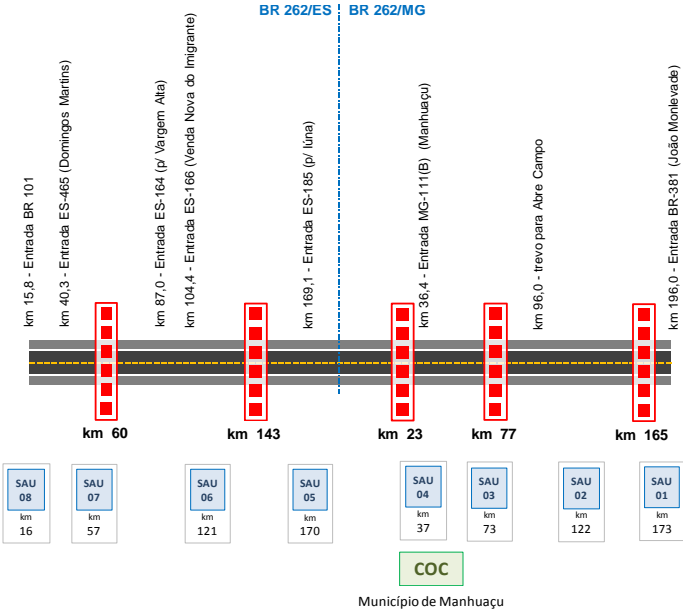 BR 262/ES BR 262/MG
km 15,8 - Entrada BR 101
km 40,3 - Entrada ES-465 (Domingos Martins)
km 87,0 - Entrada ES-164 (p/ Vargem Alta)
km 104,4 - Entrada ES-166 (Venda Nova do Imigrante)
km 169,1 - Entrada ES-185 (p/ Iúna)
km 36,4 - Entrada MG-111(B) (Manhuaçu)
km 96,0 - trevo para Abre Campo
km 196,0 - Entrada BR-381 (João Monlevade)
km 60
km 143
km 23
km 77
km 165
SAU
08
km
16
SAU
07
km
57
SAU
06
km
121
SAU
05
km
170
SAU
04
km
37
SAU
03
km
73
SAU
02
km
122
SAU
01
km
173
COC
Município de Manhuaçu